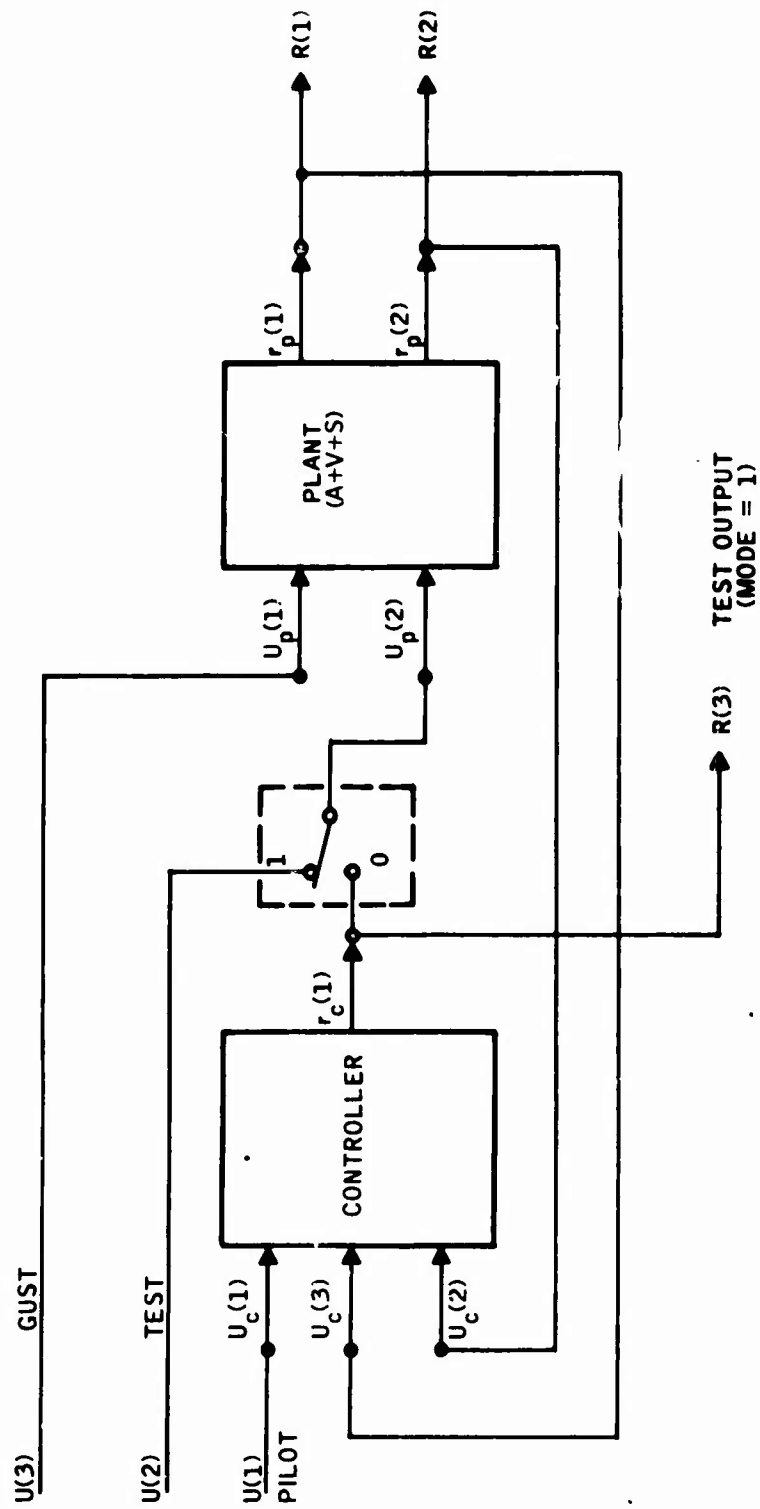 U(3) GUST
U(2) TEST
U(1)
PILOT
U_c(1)
U_c(3)
U_c(2)
CONTROLLER
r_c(1)
1
0
U_p(1)
U_p(2)
PLANT
(A+V+S)
r_p(1)
r_p(2)
R(1)
R(2)
R(3)
TEST OUTPUT
(MODE = 1)